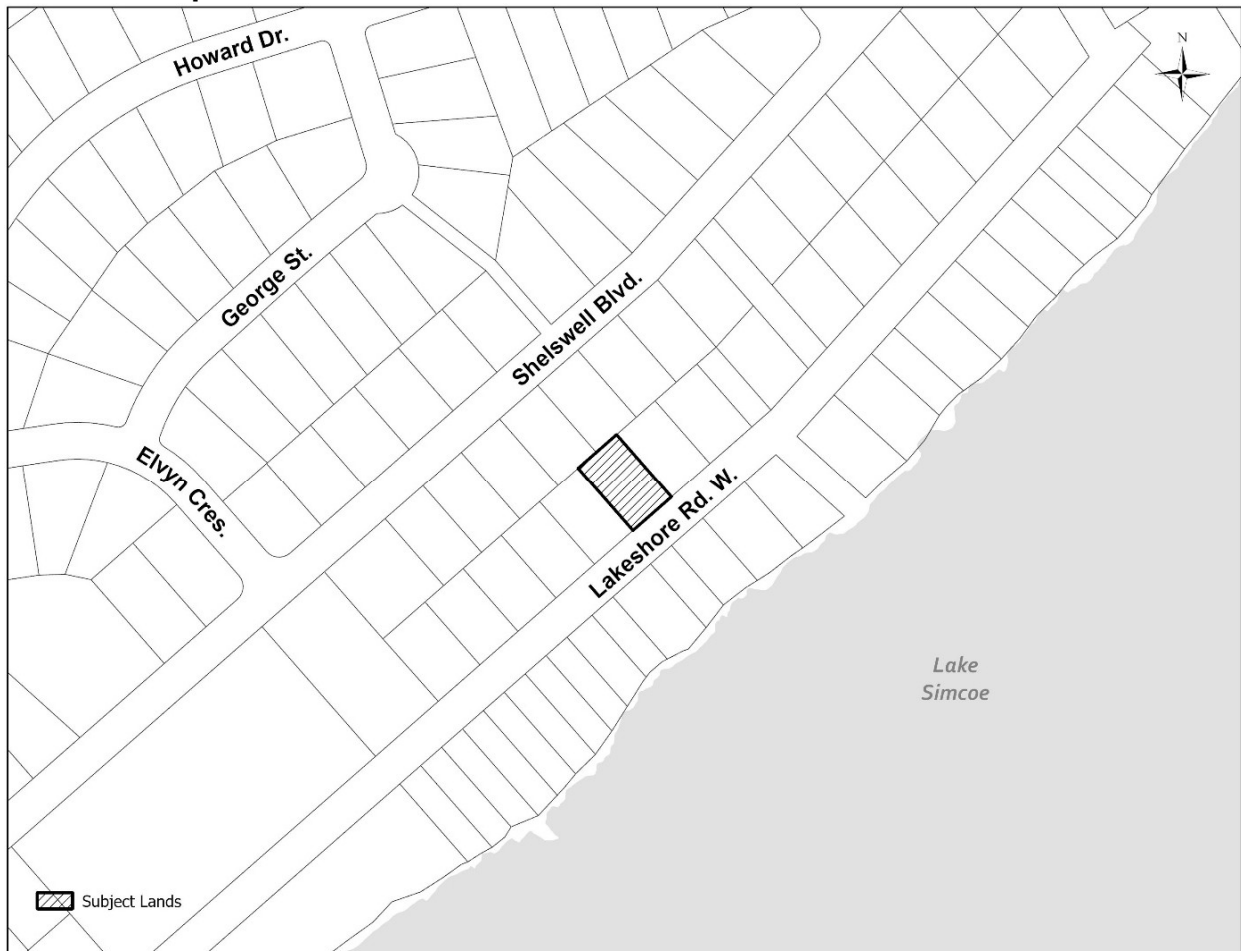 Howard Dr.
N
George St.
Shelswell Blvd.
Elvyn Cres.
Lakeshore Rd. W.
Lake
Simcoe
Subject Lands